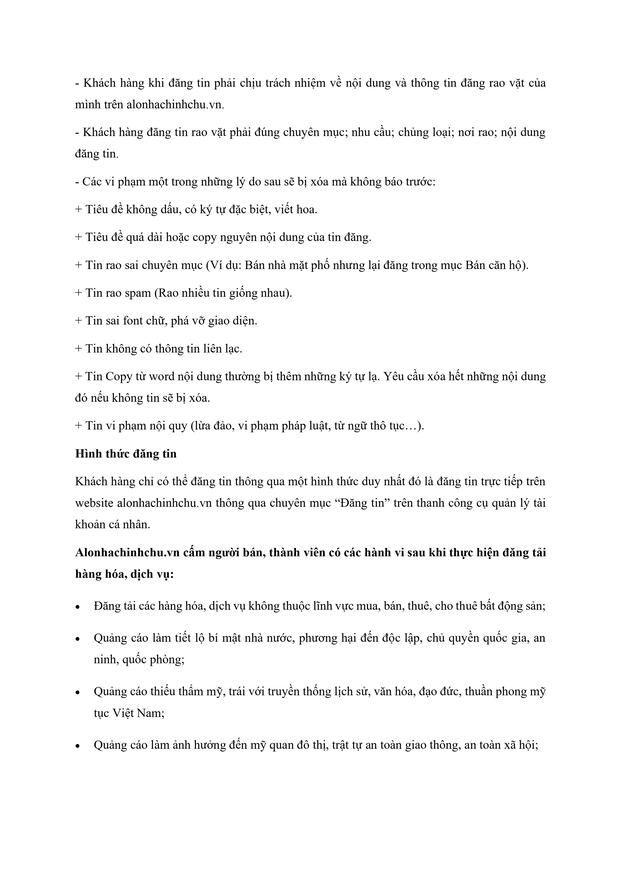 - Khách hàng khi đăng tin phải chịu trách nhiệm về nội dung và thông tin đăng rao vặt của
mình trên alonhachinhchu.vn.
- Khách hàng đăng tin rao vặt phải đúng chuyên mục; nhu cầu; chủng loại; nơi rao; nội dung
đăng tin.
- Các vi phạm một trong những lý do sau sẽ bị xóa mà không báo trước:
+ Tiêu đề không dấu, có ký tự đặc biệt, viết hoa.
+ Tiêu đề quá dài hoặc copy nguyên nội dung của tin đăng.
+ Tin rao sai chuyên mục (Ví dụ: Bán nhà mặt phố nhưng lại đăng trong mục Bán căn hộ).
+ Tin rao spam (Rao nhiều tin giống nhau).
+ Tin sai font chữ, phá vỡ giao diện.
+ Tin không có thông tin liên lạc.
+ Tin Copy từ word nội dung thường bị thêm những ký tự lạ. Yêu cầu xóa hết những nội dung
đó nếu không tin sẽ bị xóa.
+ Tin vi phạm nội quy (lừa đảo, vi phạm pháp luật, từ ngữ thô tục…).
Hình thức đăng tin
Khách hàng chỉ có thể đăng tin thông qua một hình thức duy nhất đó là đăng tin trực tiếp trên
website alonhachinhchu.vn thông qua chuyên mục “Đăng tin” trên thanh công cụ quản lý tài
khoản cá nhân.
Alonhachinhchu.vn cấm người bán, thành viên có các hành vi sau khi thực hiện đăng tải
hàng hóa, dịch vụ:
• Đăng tải các hàng hóa, dịch vụ không thuộc lĩnh vực mua, bán, thuê, cho thuê bất động sản;
• Quảng cáo làm tiết lộ bí mật nhà nước, phương hại đến độc lập, chủ quyền quốc gia, an
ninh, quốc phòng;
• Quảng cáo thiếu thẩm mỹ, trái với truyền thống lịch sử, văn hóa, đạo đức, thuần phong mỹ
tục Việt Nam;
• Quảng cáo làm ảnh hưởng đến mỹ quan đô thị, trật tự an toàn giao thông, an toàn xã hội;